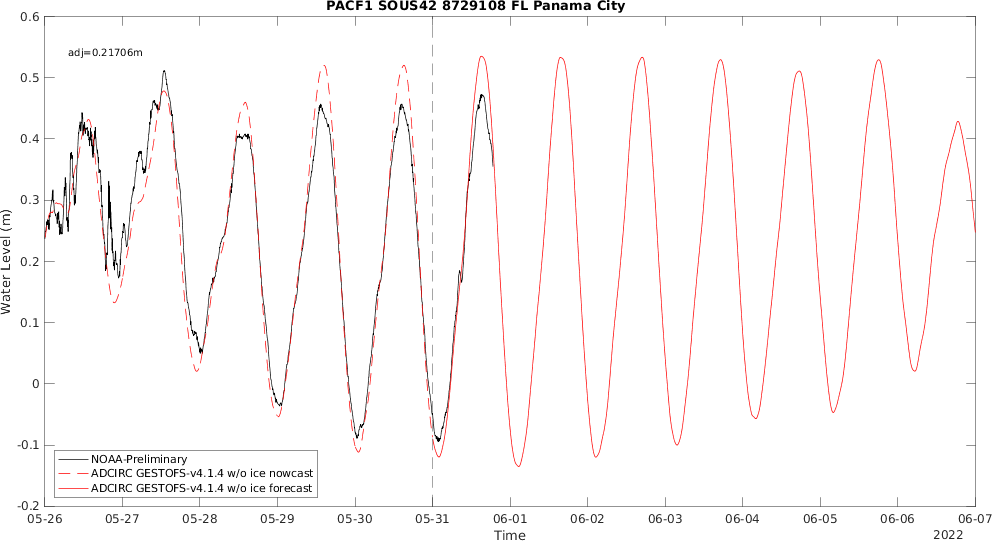 PACF1 SOUS42 8729108 FL Panama City
adj=0.21706m
0.6
0.5
0.4
0.3
0.2
0.1
0
-0.1
-0.2
Water Level (m)
NOAA-Preliminary
ADCIRC GESTOFS-v4.1.4 w/o ice nowcast
ADCIRC GESTOFS-v4.1.4 w/o ice forecast
05-26 05-27 05-28 05-29 05-30 05-31 06-01 06-02 06-03 06-04 06-05 06-06 06-07
Time
2022